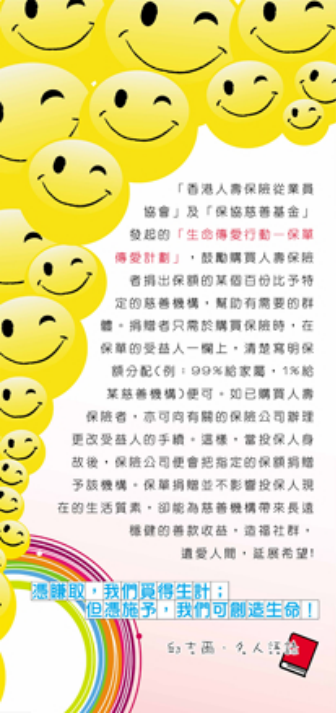 「香港人壽保險從業員
協會」及「保協慈善基金」
發起的「生命傳愛行動—保單
傳愛計劃」，鼓勵購買人壽保險
者捐出保額的某個百份比予特
定的慈善機構，幫助有需要的群
體。捐贈者只需於購買保險時，在
保單的受益人一欄上，清楚寫明保
額分配(例：99%給家屬，1%給
某慈善機構)便可。如已購買人壽
保險者，亦可向有關的保險公司辦理
更改受益人的手續。這樣，當投保人身
故後，保險公司便會把指定的保額捐贈
予該機構。保單捐贈並不影響投保人現
在的生活質素，卻能為慈善機構帶來長遠
穩健的善款收益，造福社群，
遺愛人間，延展希望!
憑賺取，我們覓得生計；
但憑施予，我們可創造生命！
邱吉爾．名人語錄